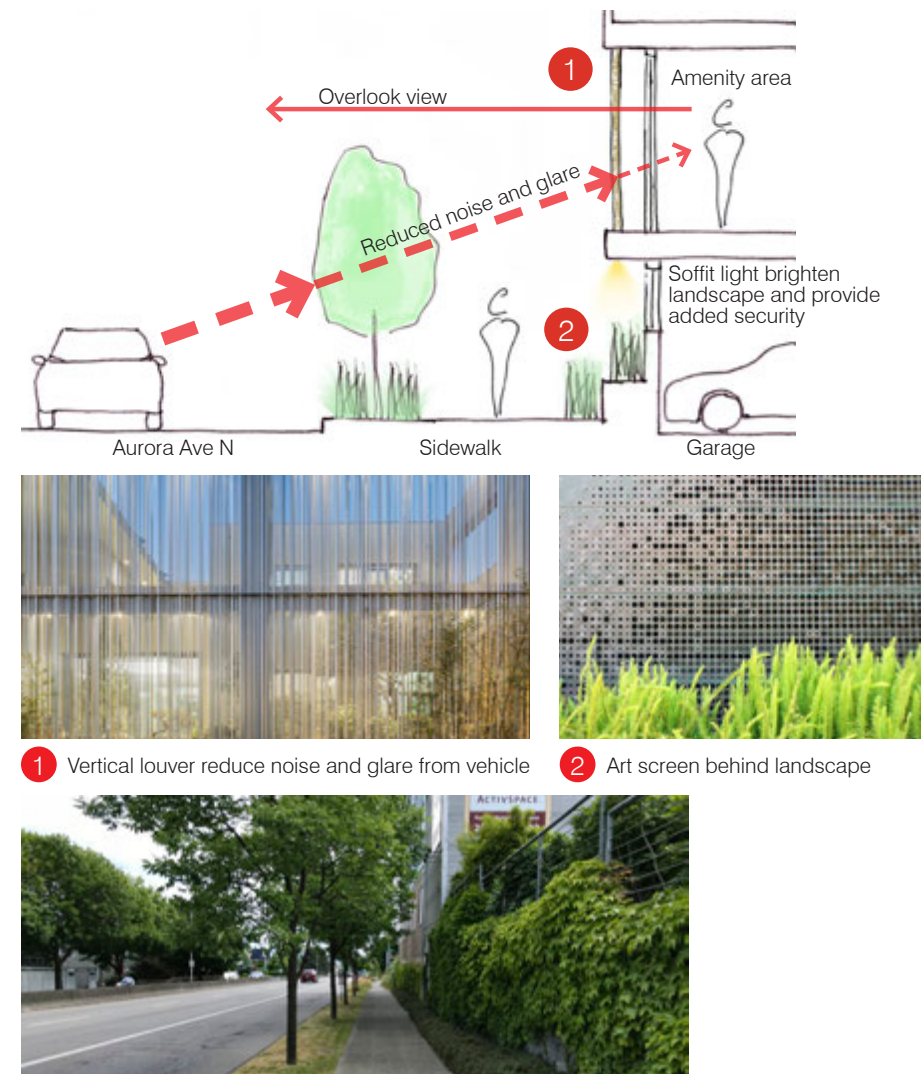 1
Amenity area
Overlook view
Reduced noise and glare
Soffit light brighten
landscape and provide
added security
2
Aurora Ave N
Sidewalk
Garage
1 Vertical louver reduce noise and glare from vehicle
2 Art screen behind landscape
ACTIVSPACE